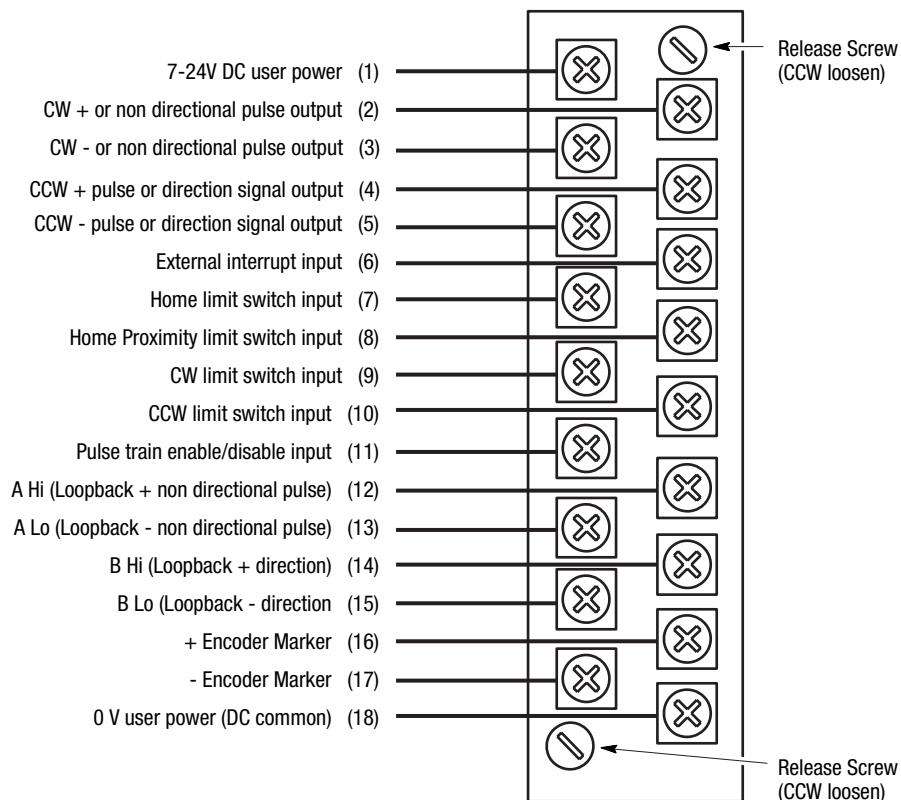 Release Screw
(CCW loosen)
7-24V DC user power (1)
CW + or non directional pulse output (2)
CW - or non directional pulse output (3)
CCW + pulse or direction signal output (4)
CCW - pulse or direction signal output (5)
External interrupt input (6)
Home limit switch input (7)
Home Proximity limit switch input (8)
CW limit switch input (9)
CCW limit switch input (10)
Pulse train enable/disable input (11)
A Hi (Loopback + non directional pulse) (12)
A Lo (Loopback - non directional pulse) (13)
B Hi (Loopback + direction) (14)
B Lo (Loopback - direction (15)
+ Encoder Marker (16)
- Encoder Marker (17)
0 V user power (DC common) (18)
Release Screw
(CCW loosen)